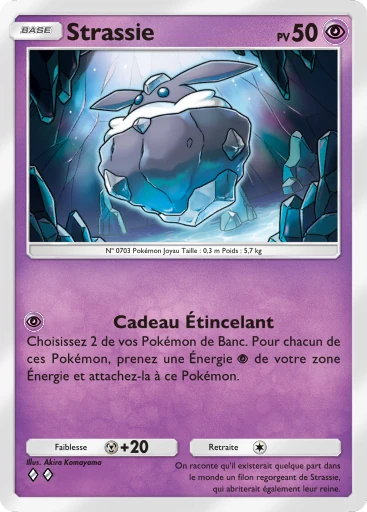 BASE Strassie PV 50
N° 0703 Pokémon Joyau Taille : 0,3 m Poids : 5,7 kg
Cadeau Étincelant
Choisissez 2 de vos Pokémon de Banc. Pour chacun de
ces Pokémon, prenez une Énergie de votre zone
Énergie et attachez-la à ce Pokémon.
Faiblesse +20 Retraite
Illus. Akira Komayama
On raconte qu'il existerait quelque part dans
le monde un filon regorgeant de Strassie,
qui abriterait également leur reine.